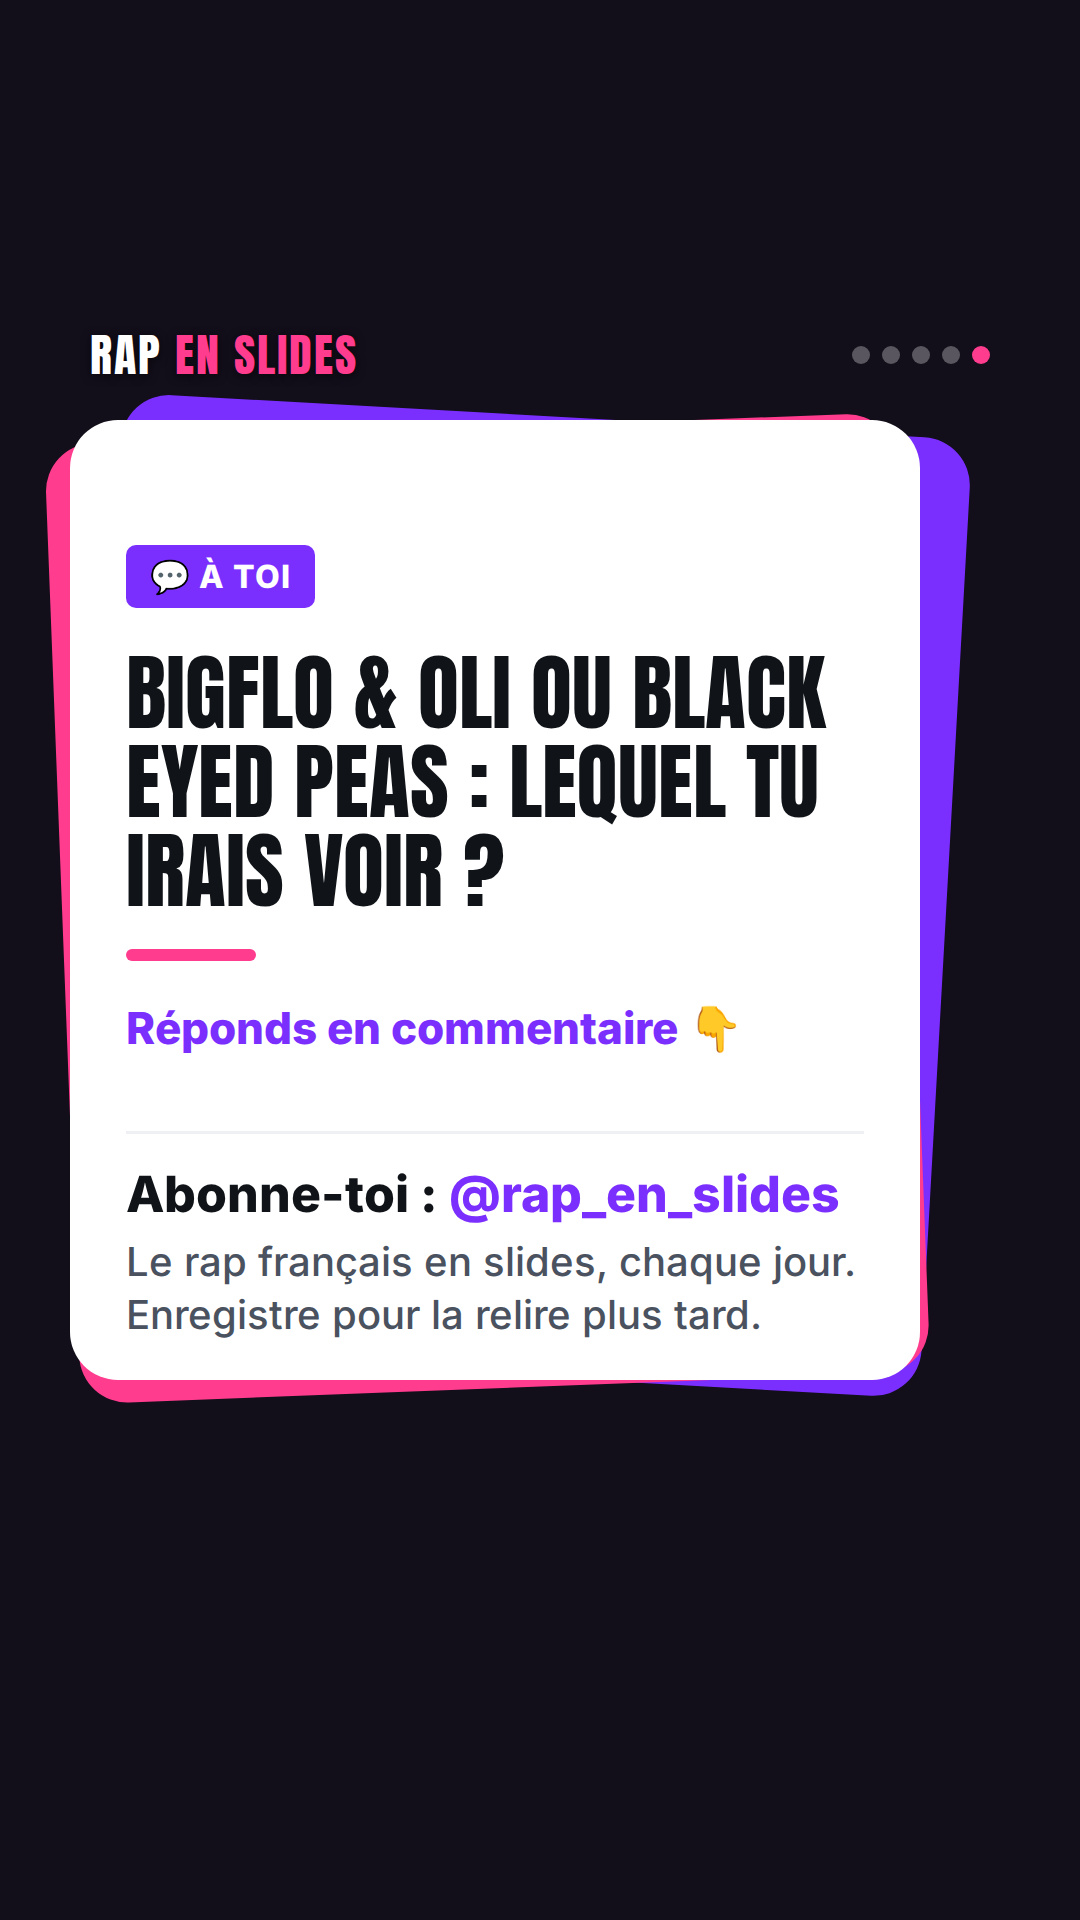 RAP EN SLIDES
💬 À TOI
BIGFLO & OLI OU BLACK
EYED PEAS : LEQUEL TU
IRAIS VOIR ?
Réponds en commentaire 👇
Abonne-toi : @rap_en_slides
Le rap français en slides, chaque jour.
Enregistre pour la relire plus tard.